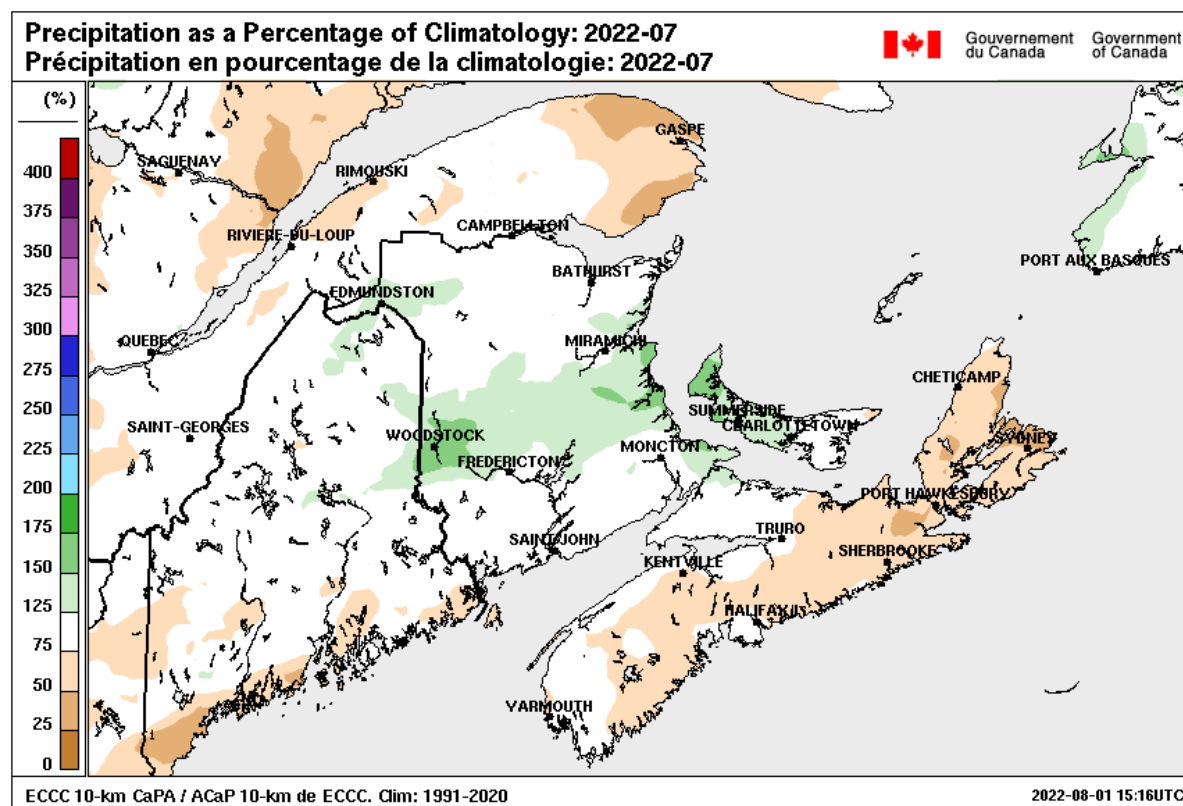 Precipitation as a Percentage of Climatology: 2022-07
Précipitation en pourcentage de la climatologie: 2022-07
Gouvernement du Canada
Government of Canada
(%)
400
375
350
325
300
275
250
225
200
175
150
125
75
50
25
0
GASPE
SAGUENAY
RIMOUSKI
CAMPBELLTON
RIVIERE-DU-LOUP
PORT AUX BASQUES
BATHURST
EDMUNDSTON
QUEBEC
MIRAMICHI
CHETICAMP
SUMMERSIDE
SAINT-GEORGES
CHARLOTTETOWN
WOODSTOCK
SYDNEY
MONCTON
FREDERICTON
PORT HAWKESBURY
TRURO
SAINT JOHN
SHERBROOKE
KENTVILLE
HALIFAX
YARMOUTH
ECCC 10-km CaPA / ACaP 10-km de ECCC. Clim: 1991-2020
2022-08-01 15:16UTC